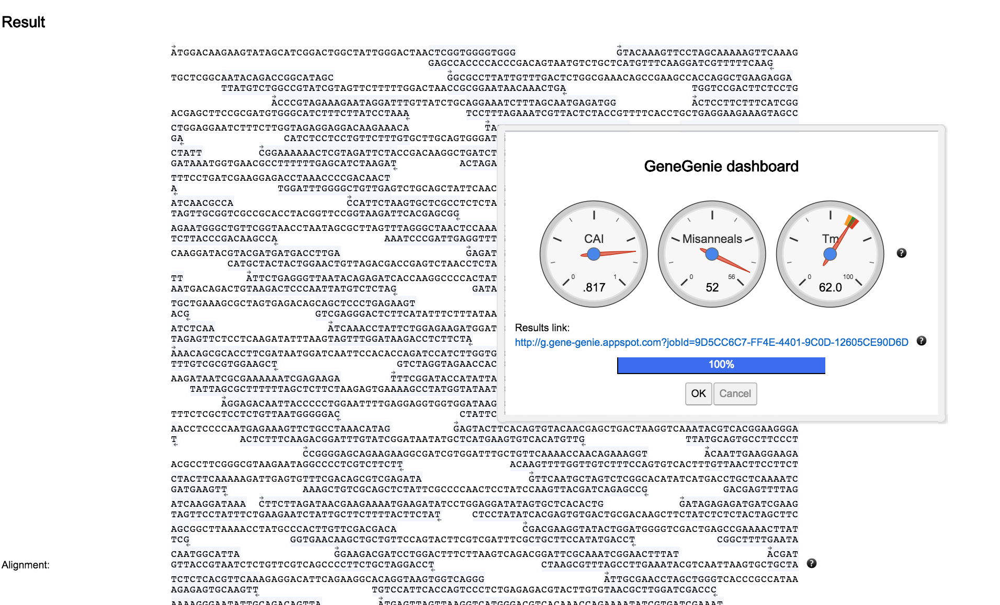 Result
ATGGACAAGAAGTATAGCATCGGACTGGCTATTGGGACTAACTCGGTGGGGTGGG GTACAAAGTTCCTAGCAAAAAGTTCAAAG
GAGCCACCCCACCCGACAGTAATGTCTGCTCATGTTTCAAGGATCGTTTTTCAAG
TGCTCGGCAATACAGACCGGCATAGC GGCGCCTTATTGTTTGACTCTGGCGAAACAGCCGAAGCCACCAGGCTGAAGAGGA
TTATGTCTGGCCGTATCGTAGTTCTTTTTGGACTAACCGCGGAATAACAAACTGA TGGTCCGACTTCTCCTG
ACCCGTAGAAAGAATAGGATTTGTTATCTGCAGGAAATCTTTAGCAATGAGATGG ACTCCTTCTTTCATCGG
ACGAGCTTCCGCGATGTGGGCATCTTTCTTATCCTAAA TCCTTTAGAAATCGTTACTCTACCGTTTTCACCTGCTGAGGAAGAAAGTAGCC
CTGGAGGAATCTTTCTTGGTAGAGGAGGACAAGAAACA TA
GA CATCTCCTCCTGTTCTTTGTGCTTGCAGTGGGAT
CTATT CGGAAAAAACTCGTAGATTCTACCGACAAGGCTGATCT
GATAAATGGTGAACGCCTTTTTTGAGCATCTAAGAT ACTAGA
TTTCCTGATCGAAGGAGACCTAAACCCCGACAACT
A TGGATTTGGGGCTGTTGAGTCTGCAGCTATTCAAC
ATCAACGCCA CCATTCTAAGTGCTCGCCTCTCTA
TAGTTGCGGTCGCCGCACCTACGGTTCCGGTAAGATTCACGAGCGG
AGAATGGGCTGTTCGGTAACCTAATAGCGCTTAGTTTAGGGCTAACTCCAAA
TCTTACCCGACAAGCCA AAATCCCGATTGAGGTTT
CAAGGATACGTACGATGATGACCTTGA GAGAT
CATGCTACTACTGGAACTGTTAGACGACCGAGTCTAACCTCTA
TT ATTCTGAGGGTTAATACAGAGATCACCAAGGCCCCACTAT
AATGACAGACTGTAAGACTCCCAATTATGTCTCTAG GATA
TGCTGAAAGCGCTAGTGAGACAGCAGCTCCCTGAGAAGT
ACG GTCGAGGGACTCTTCATATTTCTTTATAA
ATCTCAA ATCAAACCTATTCTGGAGAAGATGGAT
TAGAGTTCTCCTCAAGATATTTAAGTAGTTTGGATAAGACCTCTTCTA
AAACAGCGCACCTTCGATAATGGATCAATTCCACACCAGATCCATCTTGGTG
TTTGTCGCGTGGAAGCT GTCTAGGTAGAACCAC
AAGATAATCGCGAAAAAATCGAGAAGA TTTCGGATACCATATTA
TATTAGCGCTTTTTTAGCTCTTCTAAGAGTGAAAAGCCTATGGTATAAT
AGGAGACAATTACCCCCTGGAATTTTGAGGAGGTGGTGGATAAG
TTTCTCGCTCCTCTGTTAATGGGGGAC CTATTC
AACCTCCCCAATGAGAAAGTTCTGCCTAAACATAG GAGTACTTCACAGTGTACAACGAGCTGACTAAGGTCAAATACGTCACGGAAGGGA
T ACTCTTTCAAGACGGATTTGTATCGGATAATATGCTCATGAAGTGTCACATGTTG TTATGCAGTGCCTTCCCT
CCGGGGAGCAGAAGAAGGCGATCGTGGATTTGCTGTTCAAAACCAACAGAAAGGT ACAATTGAAGGAAGA
ACGCCTTCGGGCGTAAGAATAGGCCCCTCGTCTTCTT ACAAGTTTTGGTTGTCTTTCCAGTGTCACTTTGTTAACTTCCTTCT
CTACTTCAAAAAGATTGAGTGTTTCGACAGCGTCGAGATA GTTCAATGCTAGTCTCGGCACATATCATGACCTGCTCAAAATC
GATGAAGTT AAAGCTGTCGCAGCTCTATTCGCCCCAACTCCTATCCAAGTTACGATCAGAGCCG GACGAGTTTTAG
ATCAAGGATAAA CTTCTTAGATAACGAAGAAAATGAAGATATCCTGGAGGATATAGTGCTCACACTG GATAGAGAGATGATCGAAG
TAGTTCCTATTTCTGAAGAATCTATTGCTTCTTTTACTTCTAT CTCCTATATCACGAGTGTGACTGCGACAAGCTTCTATCTCTCTACTAGCTTC
AGCGGCTTAAAACCTATGCCCACTTGTTCGACGACA CGACGAAGGTATACTGGATGGGGTCGACTGAGCCGAAAACTTAT
TCG GGTGAACAAGCTGCTGTTCCAGTACTTCGTCGATTTCGCTGCTTCCATATGACCT CGGCTTTTGAATA
CAATGGCATTA GGAAGACGATCCTGGACTTTCTTAAGTCAGACGGATTCGCAAATCGGAACTTTAT ACGAT
Alignment: GTTACCGTAATCTCTGTTCGTCAGCCCCTTCTGCTAGGACCT CTAAGCGTTTAGCCTTGAAATACGTCAATTAAGTGCTGCTA
TCTCTCACGTTCAAAGAGGACATTCAGAAGGCACAGGTAAGTGGTCAGGG ATTGCGAACCTAGCTGGGTCACCCGCCATAA
AGAGAGTGCAAGTT TGTCCATTCACCAGTCCCTCTGAGAGACGTACTTGTGTAACGCTTGGATCGACCC
AAAAGGGAATATTGCAGACAGTTA ATGAGTTAGTTAAGGTCATGGGACGTCACAAACCAGAAAATATCGTGATCGAAAT
GeneGenie dashboard
CAI Misanneals Tm
0 1 0 56 0 100
.817 52 62.0
Results link:
http://g.gene-genie.appspot.com?jobId=9D5CC6C7-FF4E-4401-9C0D-12605CE90D6D
100%
OK Cancel